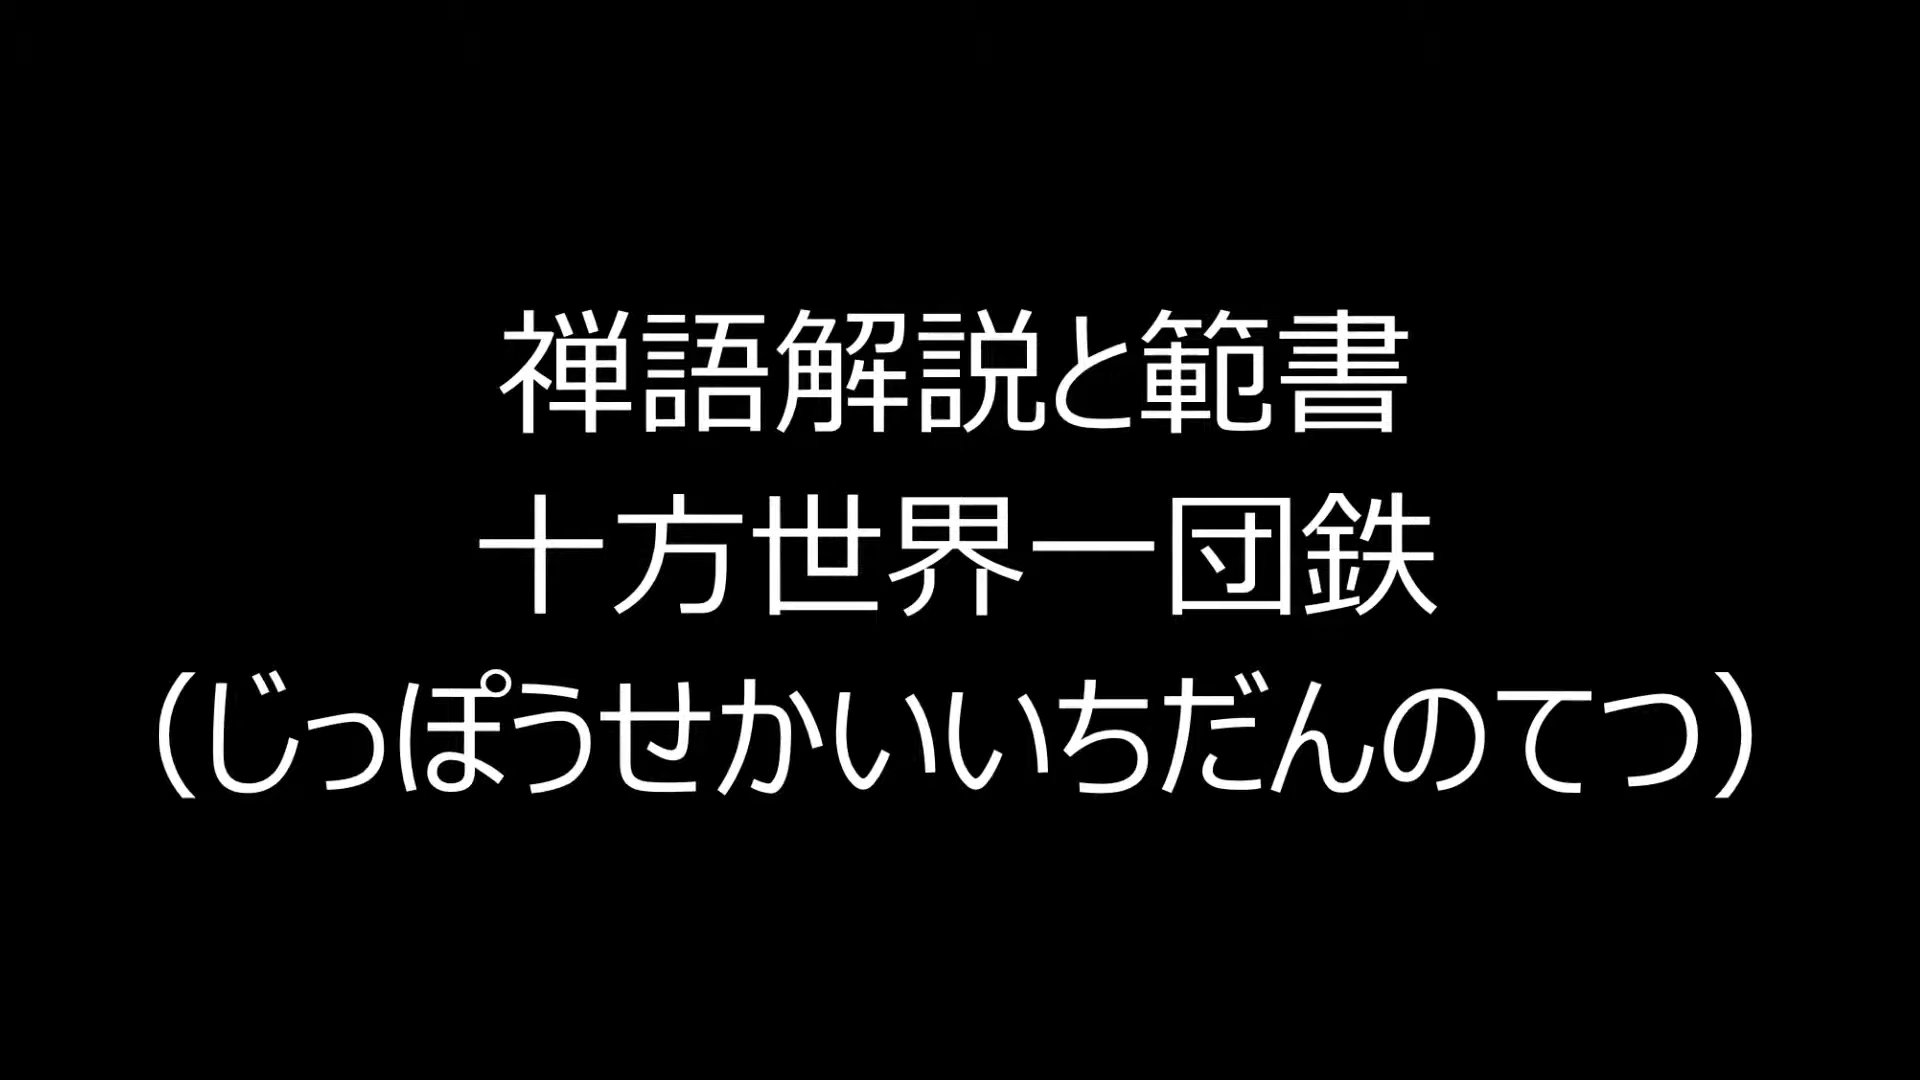 禅語解説と範書
十方世界一団鉄
（じっぽうせかいいちだんのてつ）